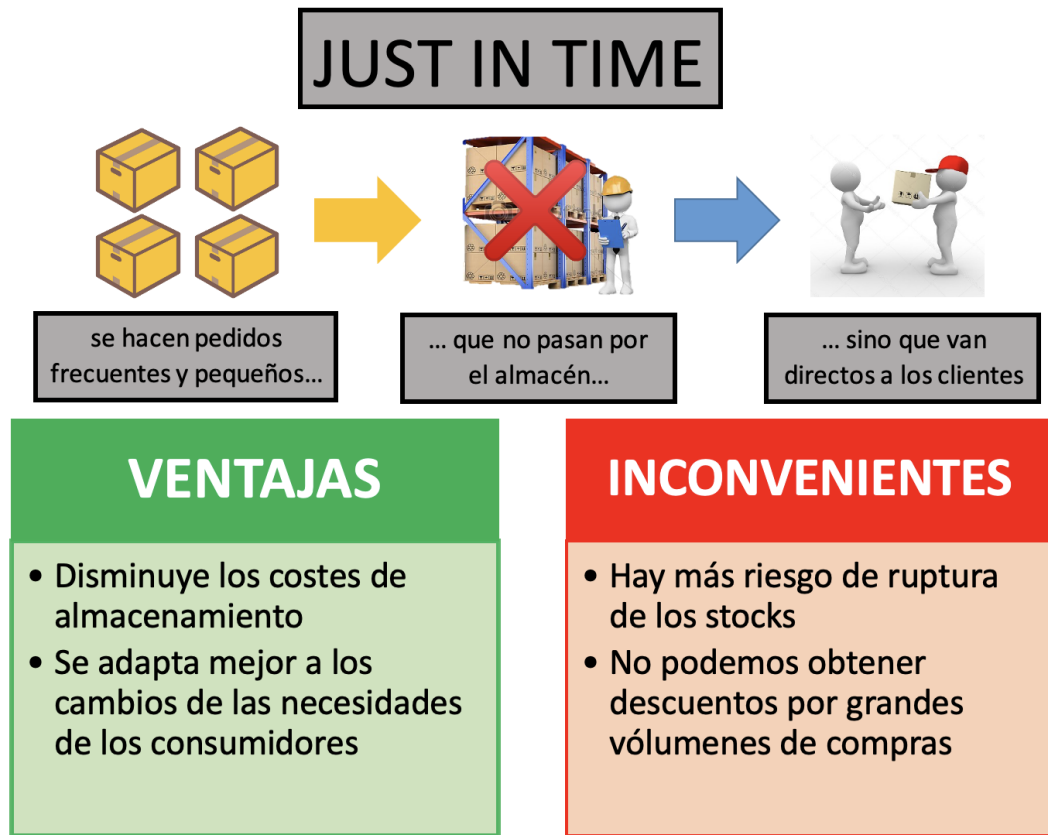 JUST IN TIME
se hacen pedidos
frecuentes y pequeños...
... que no pasan por
el almacén...
... sino que van
directos a los clientes
VENTAJAS
• Disminuye los costes de
almacenamiento
• Se adapta mejor a los
cambios de las necesidades
de los consumidores
INCONVENIENTES
• Hay más riesgo de ruptura
de los stocks
• No podemos obtener
descuentos por grandes
vólumenes de compras